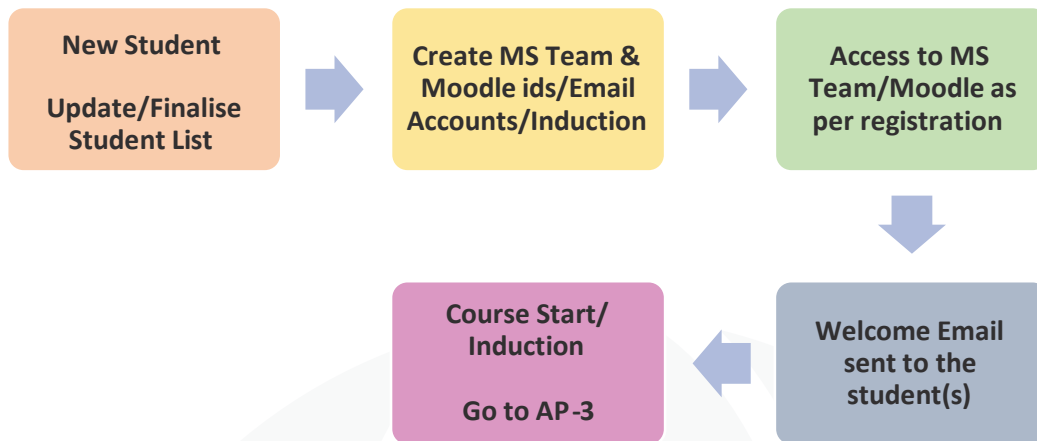 New Student
Update/Finalise
Student List
Create MS Team &
Moodle ids/Email
Accounts/Induction
Access to MS
Team/Moodle as
per registration
Welcome Email
sent to the
student(s)
Course Start/
Induction
Go to AP-3